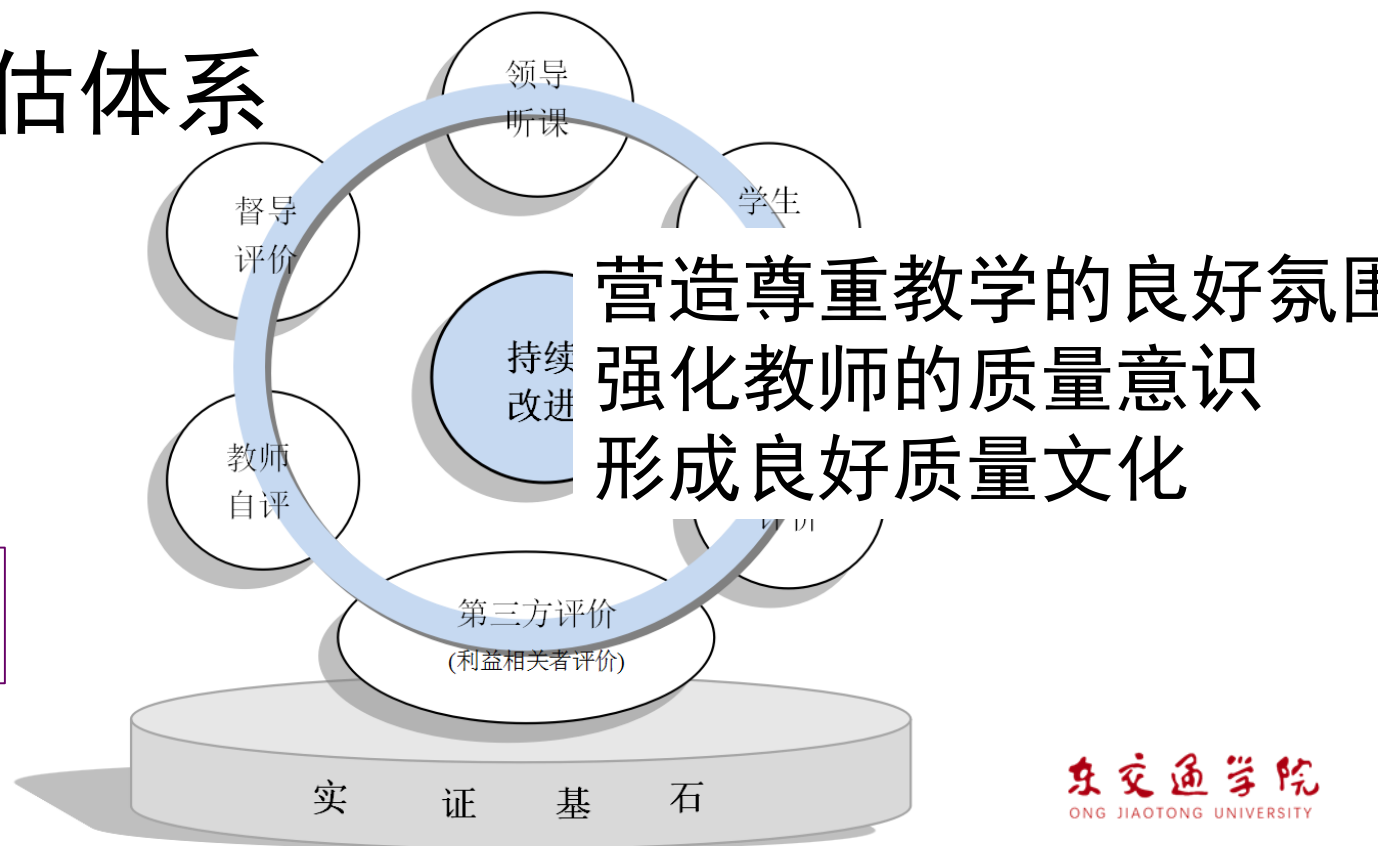 估体系
领导
听课
学生
督导
评价
营造尊重教学的良好氛围
强化教师的质量意识
形成良好质量文化
持续
改进
教师
自评
评价
第三方评价
(利益相关者评价)
实 证 基 石
东交通学院
ONG JIAOTONG UNIVERSITY